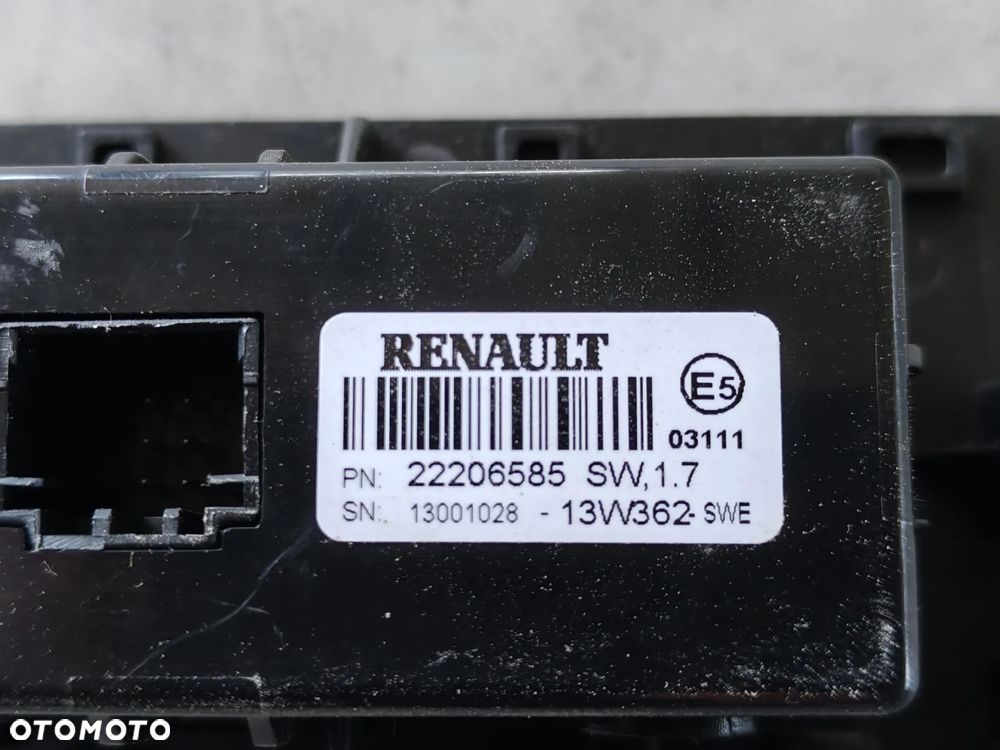 RENAULT
E5
03111
PN: 22206585 SW,1.7
SN:. 13001028 - 13W362- SWE
OTOMOTO